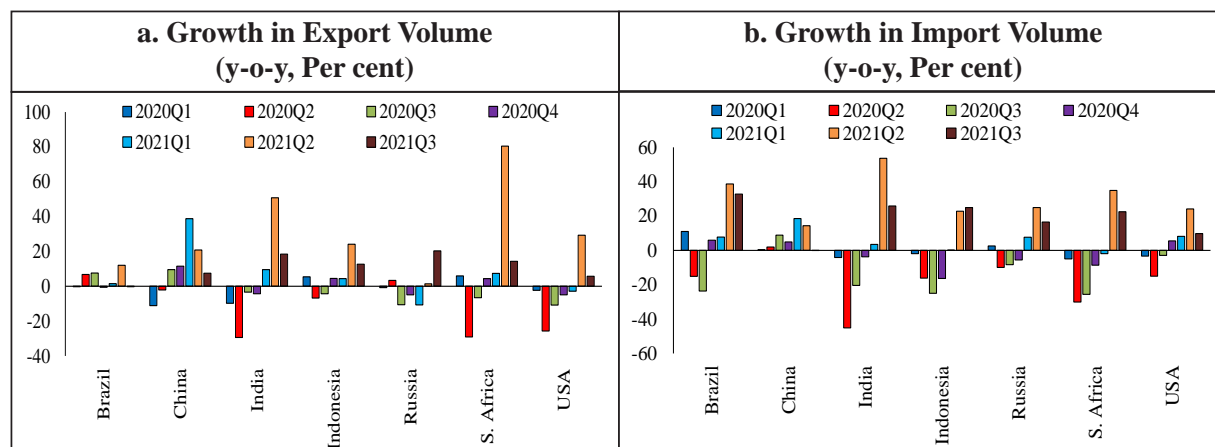 a. Growth in Export Volume
(y-o-y, Per cent)
100
80
60
40
20
0
-20
-40
2020Q1 2020Q2 2020Q3 2020Q4
2021Q1 2021Q2 2021Q3
Brazil
China
India
Indonesia
Russia
S. Africa
USA
b. Growth in Import Volume
(y-o-y, Per cent)
2020Q1 2020Q2 2020Q3 2020Q4
2021Q1 2021Q2 2021Q3
60
40
20
0
-20
-40
-60
Brazil
China
India
Indonesia
Russia
S. Africa
USA